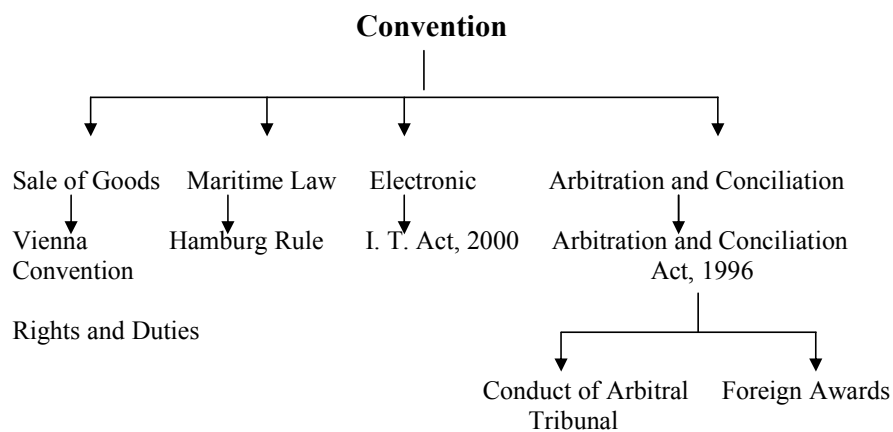 Convention
Sale of Goods
Maritime Law
Electronic
Arbitration and Conciliation
Vienna
Convention
Hamburg Rule
I. T. Act, 2000
Arbitration and Conciliation
Act, 1996
Rights and Duties
Conduct of Arbitral
Tribunal
Foreign Awards